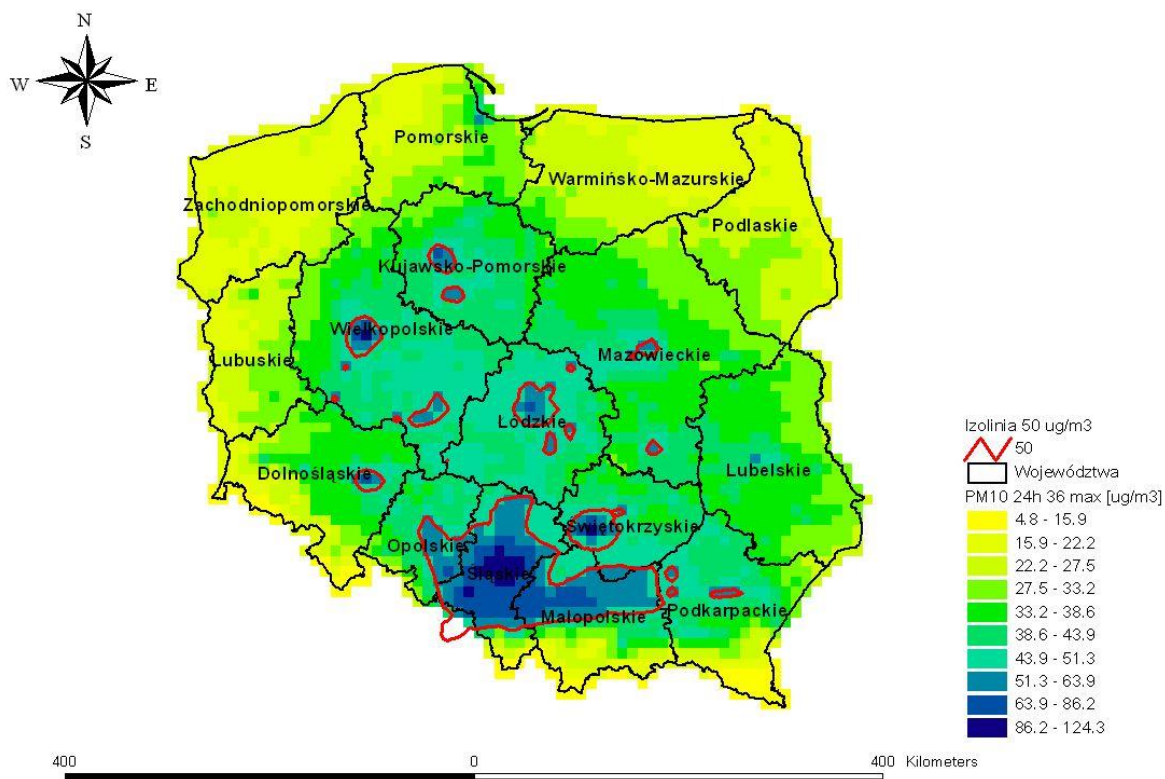 N
W E
S
Pomorskie
Warmińsko-Mazurskie
Zachodniopomorskie
Podlaskie
Kujawsko-Pomorskie
Wielkopolskie
Mazowieckie
Lubuskie
Łódzkie
Dolnośląskie
Lubelskie
Świętokrzyskie
Opolskie
Śląskie
Małopolskie
Podkarpackie
Izolinia 50 ug/m3
50
Województwa
PM10 24h 36 max [ug/m3]
4.8 - 15.9
15.9 - 22.2
22.2 - 27.5
27.5 - 33.2
33.2 - 38.6
38.6 - 43.9
43.9 - 51.3
51.3 - 63.9
63.9 - 86.2
86.2 - 124.3
400 0 400 Kilometers